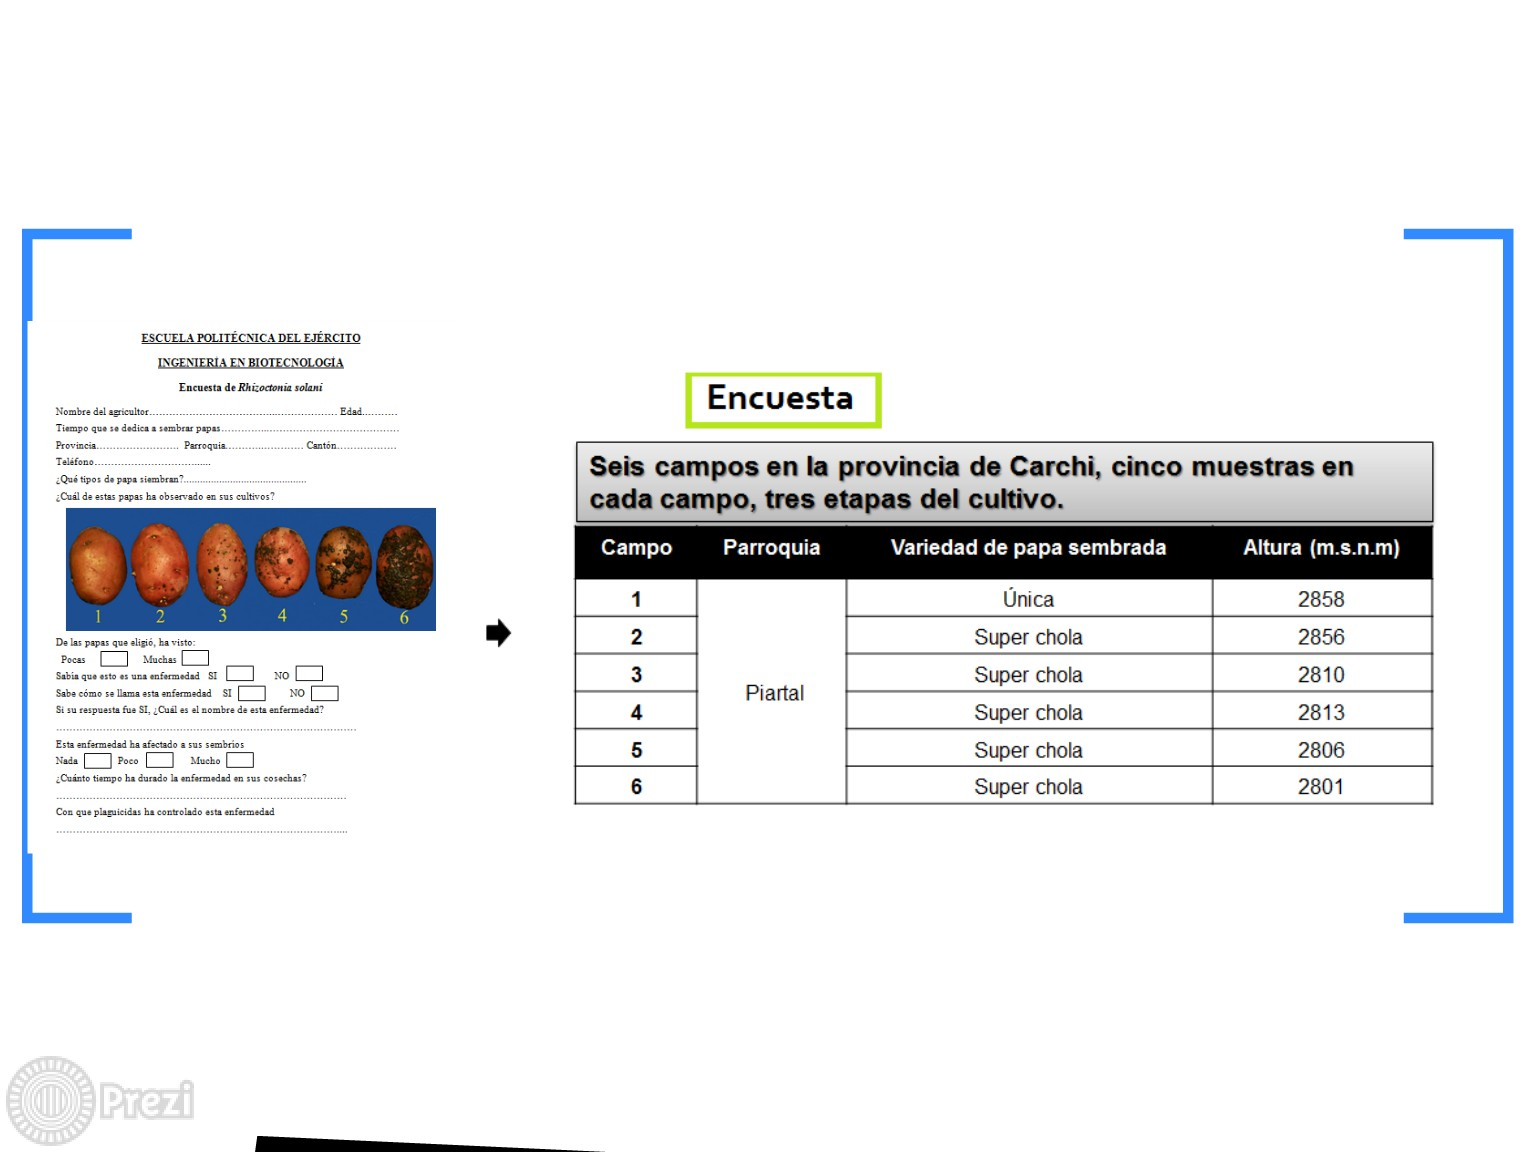 ESCUELA POLITÉCNICA DEL EJÉRCITO
INGENIERÍA EN BIOTECNOLOGÍA
Encuesta de Rhizoctonia solani
Nombre del agricultor………………………………………………… Edad………..
Tiempo que se dedica a sembrar papas………………………………………………
Provincia……………………. Parroquia…………………… Cantón………………
Teléfono……………………………......
¿Qué tipos de papa siembran?............................................
¿Cuál de estas papas ha observado en sus cultivos?
1 2 3 4 5 6
De las papas que eligió, ha visto:
Pocas Muchas
Sabía que esto es una enfermedad SI NO
Sabe cómo se llama esta enfermedad SI NO
Si su respuesta fue SI, ¿Cuál es el nombre de esta enfermedad?
………………………………………………………………………………
Esta enfermedad ha afectado a sus sembríos
Nada Poco Mucho
¿Cuánto tiempo ha durado la enfermedad en sus cosechas?
……………………………………………………………………………
Con que plaguicidas ha controlado esta enfermedad
…………………………………………………………………………....
Encuesta
Seis campos en la provincia de Carchi, cinco muestras en
cada campo, tres etapas del cultivo.
Campo Parroquia Variedad de papa sembrada Altura (m.s.n.m)
1 Única 2858
2 Super chola 2856
3 Super chola 2810
Piartal
4 Super chola 2813
5 Super chola 2806
6 Super chola 2801
Prezi